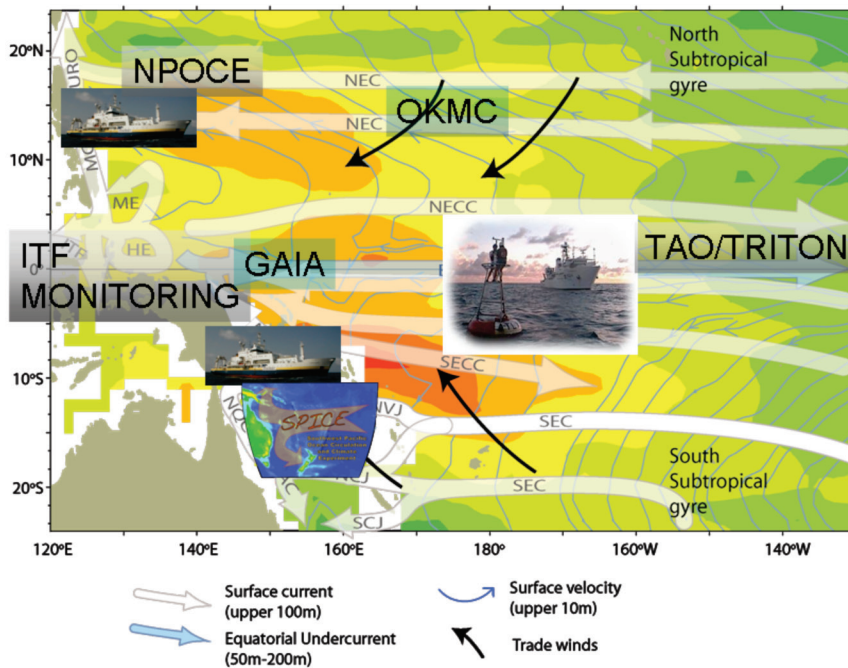 20°N
10°N
0
10°S
20°S
120°E
140°E
160°E
180°
160°W
140°W
North
Subtropical
gyre
NPOCE
NEC
NEC
OKMC
ME
NECC
HE
ITF
MONITORING
GAIA
TAO/TRITON
SECC
SPICE
NVJ
SEC
SEC
SCJ
South
Subtropical
gyre
Surface current
(upper 100m)
Equatorial Undercurrent
(50m-200m)
Surface velocity
(upper 10m)
Trade winds